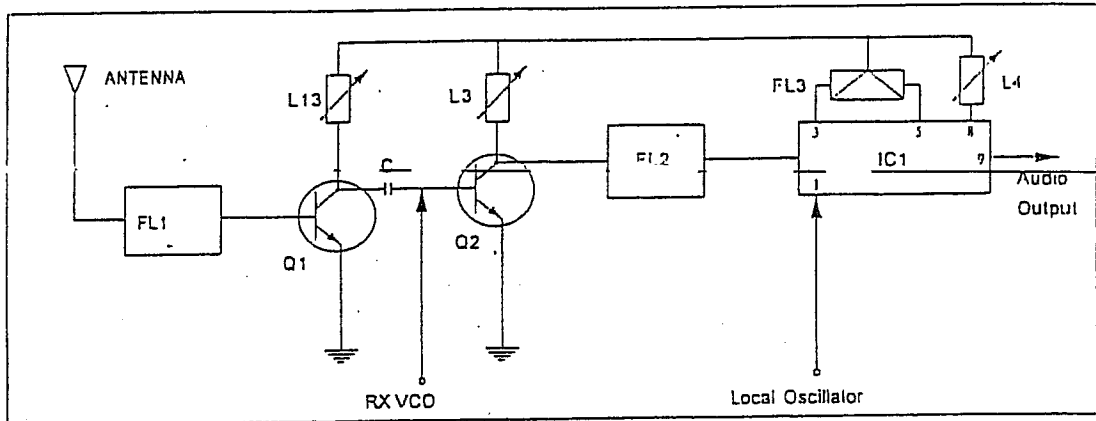 ANTENNA
L13
L3
FL3
L4
3
5
8
C
FL2
IC1
9
1
Audio
Output
FL1
Q1
Q2
RX VCO
Local Oscillator